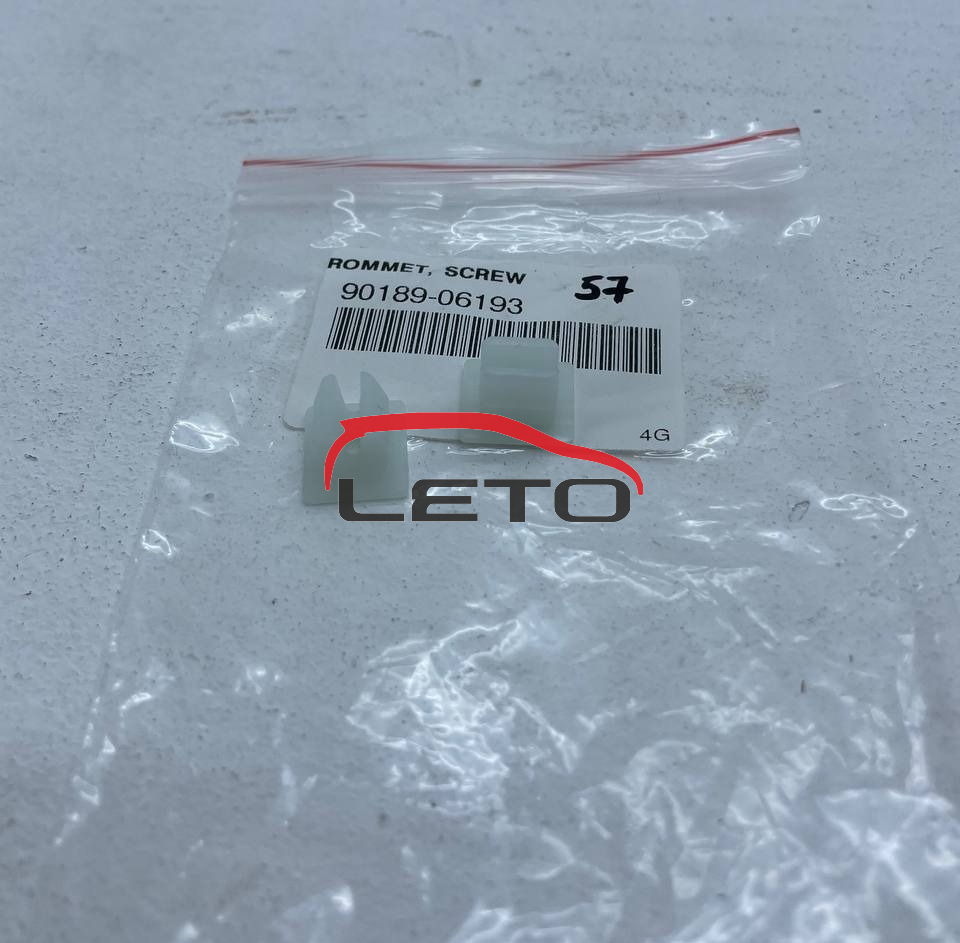 ROMMET, SCREW
57
90189-06193
4G
LETO